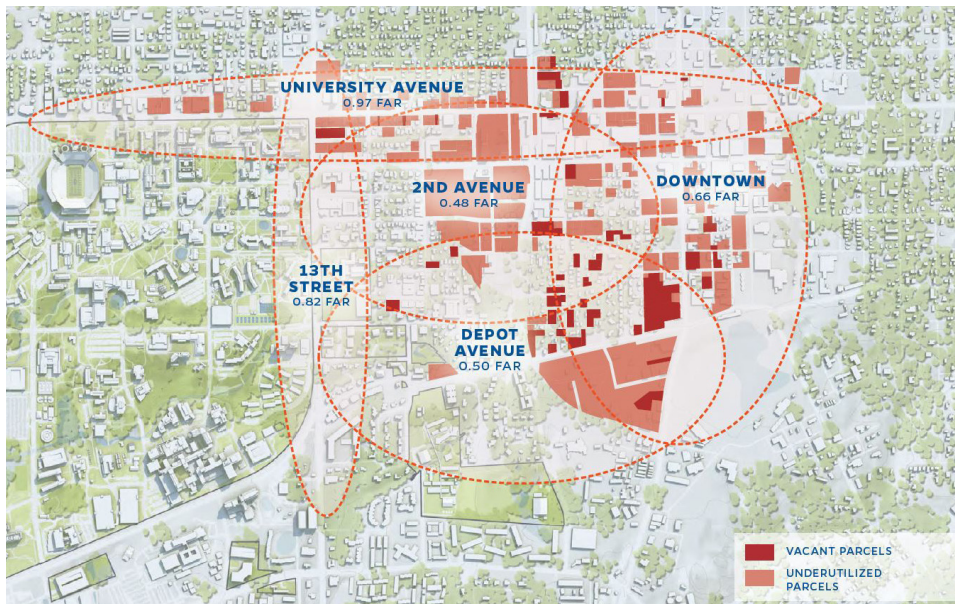 UNIVERSITY AVENUE
0.97 FAR
2ND AVENUE
0.48 FAR
DOWNTOWN
0.66 FAR
13TH
STREET
0.82 FAR
DEPOT
AVENUE
0.50 FAR
VACANT PARCELS
UNDERUTILIZED
PARCELS